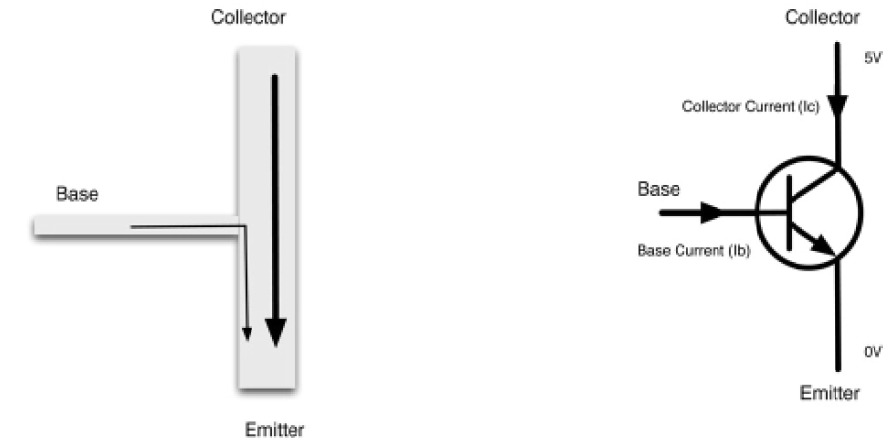 Collector
Base
Emitter
Collector
5V
Collector Current (Ic)
Base
Base Current (Ib)
0V
Emitter